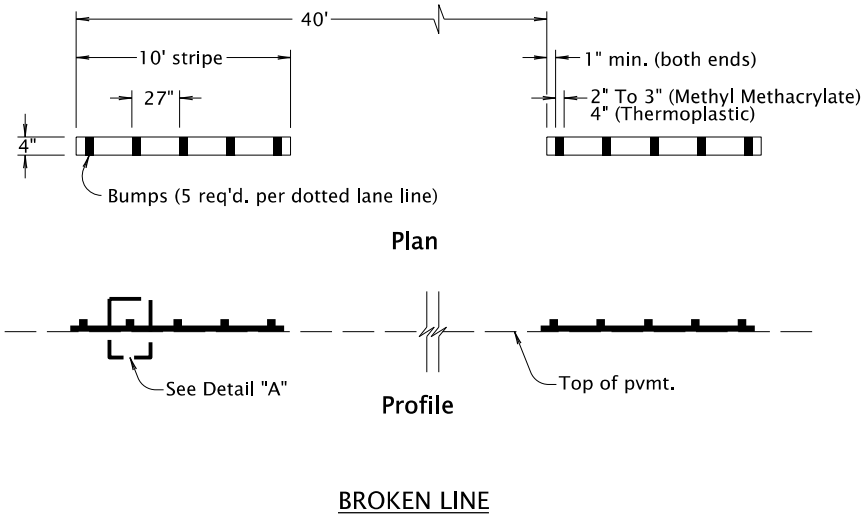 40'
10' stripe
1" min. (both ends)
27"
2" To 3" (Methyl Methacrylate)
4" (Thermoplastic)
4"
Bumps (5 req'd. per dotted lane line)
Plan
See Detail "A"
Top of pvmt.
Profile
BROKEN LINE